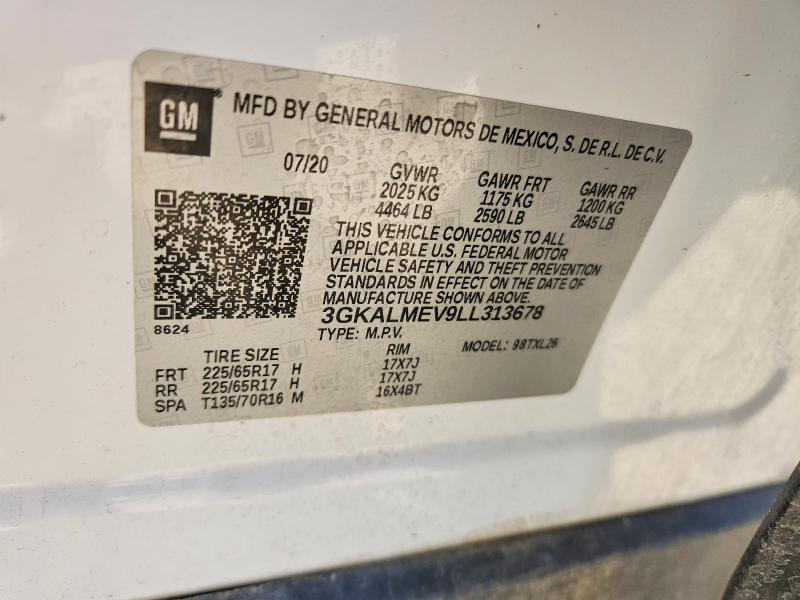 GM MFD BY GENERAL MOTORS DE MEXICO, S. DE R.L. DE C.V.
07/20 GVWR GAWR FRT GAWR RR
2025 KG 1175 KG 1200 KG
4464 LB 2590 LB 2645 LB
THIS VEHICLE CONFORMS TO ALL
APPLICABLE U.S. FEDERAL MOTOR
VEHICLE SAFETY AND THEFT PREVENTION
STANDARDS IN EFFECT ON THE DATE OF
MANUFACTURE SHOWN ABOVE.
3GKALMEV9LL313678
8624
TYPE: M.P.V. MODEL: 98TXL26
TIRE SIZE RIM
FRT 225/65R17 H 17X7J
RR 225/65R17 H 17X7J
SPA T135/70R16 M 16X4BT